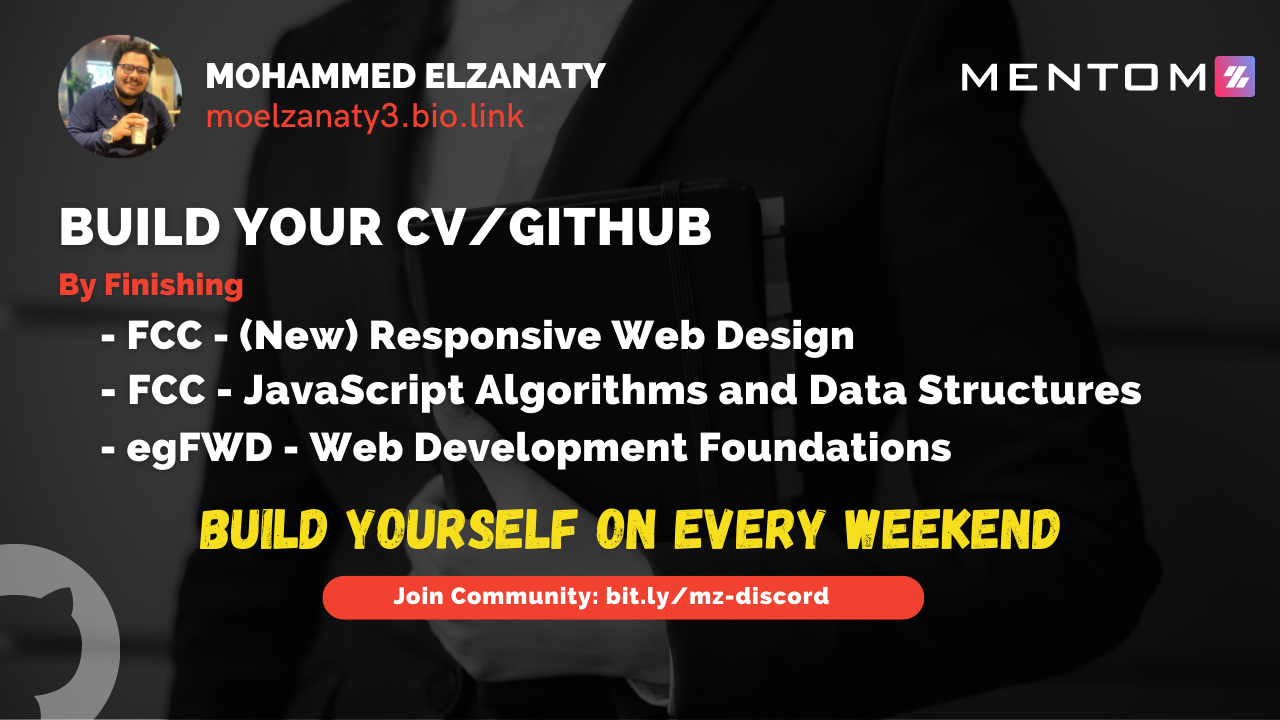 MOHAMMED ELZANATY
moelzanaty3.bio.link
MENTOM
BUILD YOUR CV/GITHUB
By Finishing
- FCC - (New) Responsive Web Design
- FCC - JavaScript Algorithms and Data Structures
- egFWD - Web Development Foundations
BUILD YOURSELF ON EVERY WEEKEND
Join Community: bit.ly/mz-discord